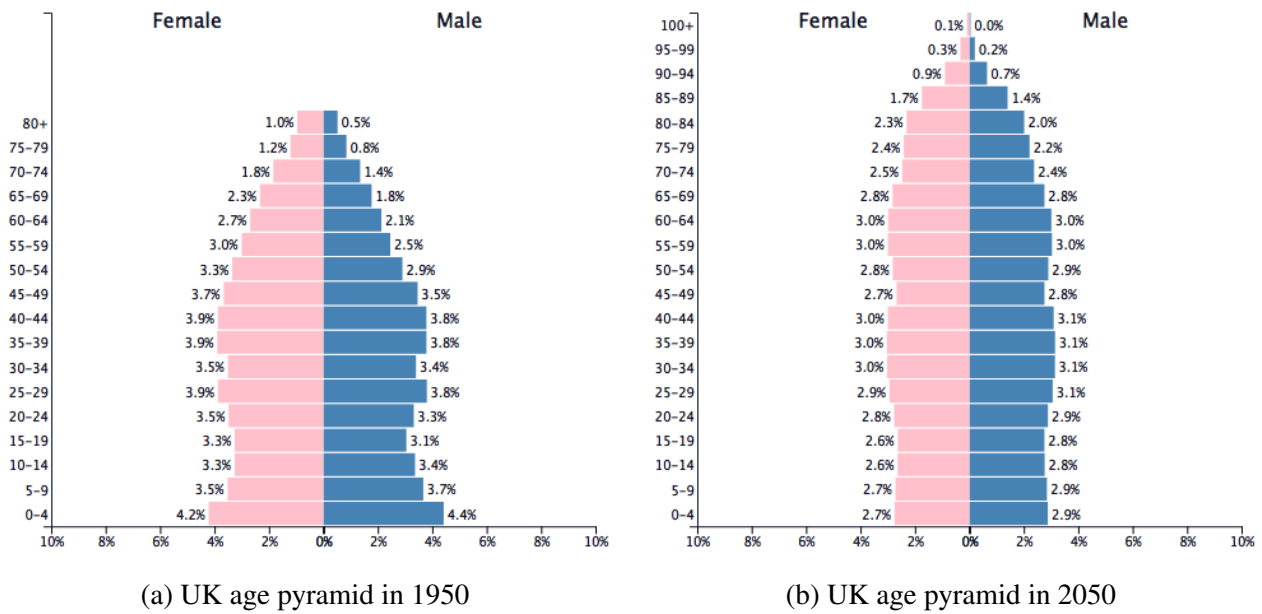 Female Male
80+ 1.0% 0.5%
75-79 1.2% 0.8%
70-74 1.8% 1.4%
65-69 2.3% 1.8%
60-64 2.7% 2.1%
55-59 3.0% 2.5%
50-54 3.3% 2.9%
45-49 3.7% 3.5%
40-44 3.9% 3.8%
35-39 3.9% 3.8%
30-34 3.5% 3.4%
25-29 3.9% 3.8%
20-24 3.5% 3.3%
15-19 3.3% 3.1%
10-14 3.3% 3.4%
5-9 3.5% 3.7%
0-4 4.2% 4.4%
10% 8% 6% 4% 2% 0% 2% 4% 6% 8% 10%
(a) UK age pyramid in 1950
Female Male
100+ 0.1% 0.0%
95-99 0.3% 0.2%
90-94 0.9% 0.7%
85-89 1.7% 1.4%
80-84 2.3% 2.0%
75-79 2.4% 2.2%
70-74 2.5% 2.4%
65-69 2.8% 2.8%
60-64 3.0% 3.0%
55-59 3.0% 3.0%
50-54 2.8% 2.9%
45-49 2.7% 2.8%
40-44 3.0% 3.1%
35-39 3.0% 3.1%
30-34 3.0% 3.1%
25-29 2.9% 3.1%
20-24 2.8% 2.9%
15-19 2.6% 2.8%
10-14 2.6% 2.8%
5-9 2.7% 2.9%
0-4 2.7% 2.9%
10% 8% 6% 4% 2% 0% 2% 4% 6% 8% 10%
(b) UK age pyramid in 2050